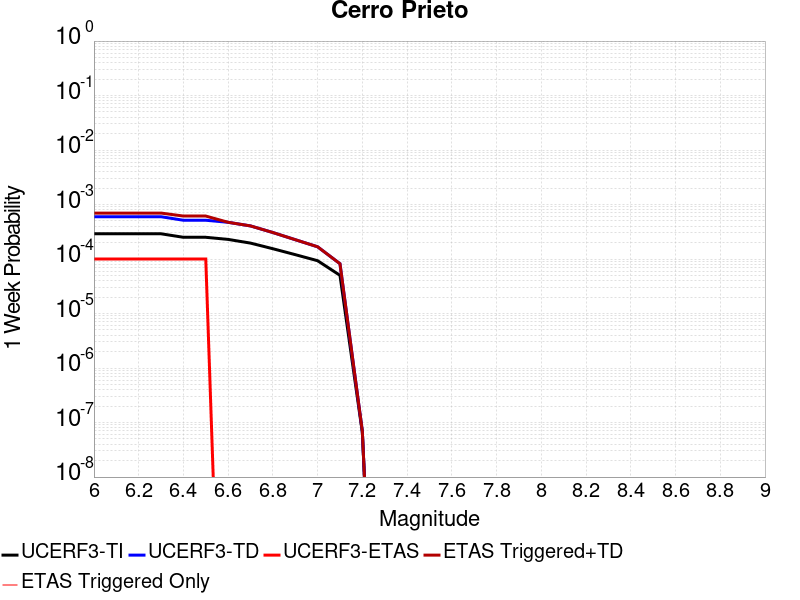 Cerro Prieto
10^0
10^-1
10^-2
10^-3
10^-4
10^-5
10^-6
10^-7
10^-8
1 Week Probability
6 6.2 6.4 6.6 6.8 7 7.2 7.4 7.6 7.8 8 8.2 8.4 8.6 8.8 9
Magnitude
UCERF3-TI UCERF3-TD UCERF3-ETAS ETAS Triggered+TD
ETAS Triggered Only